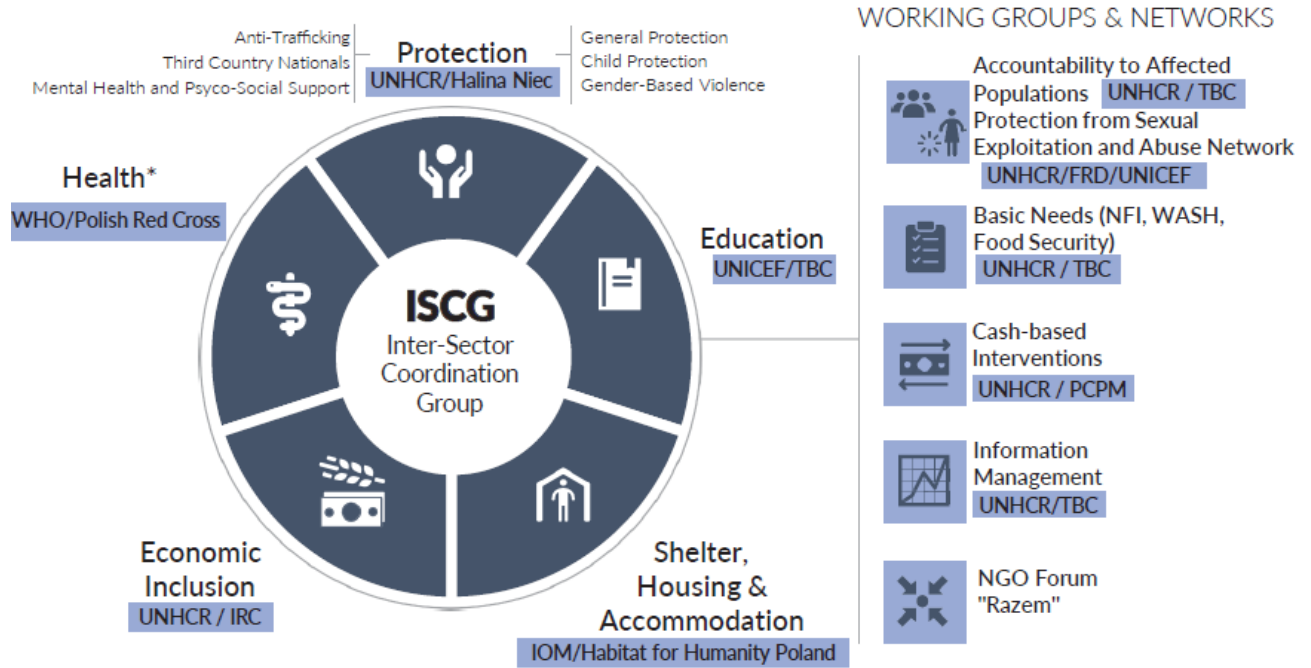 WORKING GROUPS & NETWORKS
Anti-Trafficking
Third Country Nationals
Mental Health and Psyco-Social Support
Protection
UNHCR/Halina Niec
General Protection
Child Protection
Gender-Based Violence
Health*
WHO/Polish Red Cross
Education
UNICEF/TBC
ISCG
Inter-Sector
Coordination
Group
Economic
Inclusion
UNHCR / IRC
Shelter,
Housing &
Accommodation
IOM/Habitat for Humanity Poland
Accountability to Affected
Populations UNHCR / TBC
Protection from Sexual
Exploitation and Abuse Network
UNHCR/FRD/UNICEF
Basic Needs (NFI, WASH,
Food Security)
UNHCR / TBC
Cash-based
Interventions
UNHCR / PCPM
Information
Management
UNHCR/TBC
NGO Forum
"Razem"